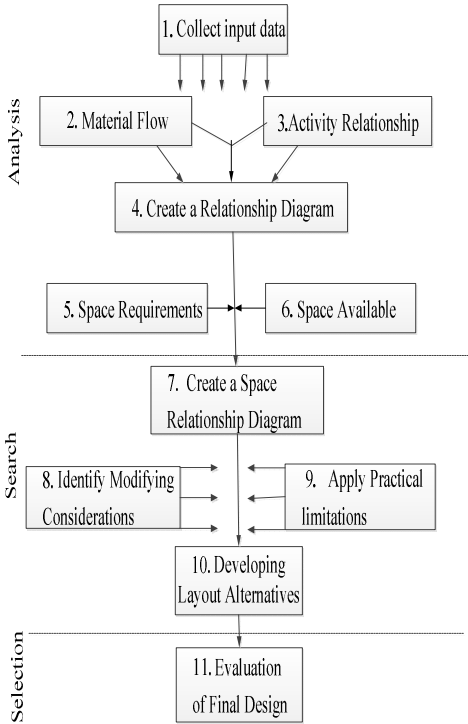 1. Collect input data
Analysis
2. Material Flow
3.Activity Relationship
4. Create a Relationship Diagram
5. Space Requirements
6. Space Available
7. Create a Space
Relationship Diagram
Search
8. Identify Modifying
Considerations
9. Apply Practical
limitations
10. Developing
Layout Alternatives
Selection
11. Evaluation
of Final Design